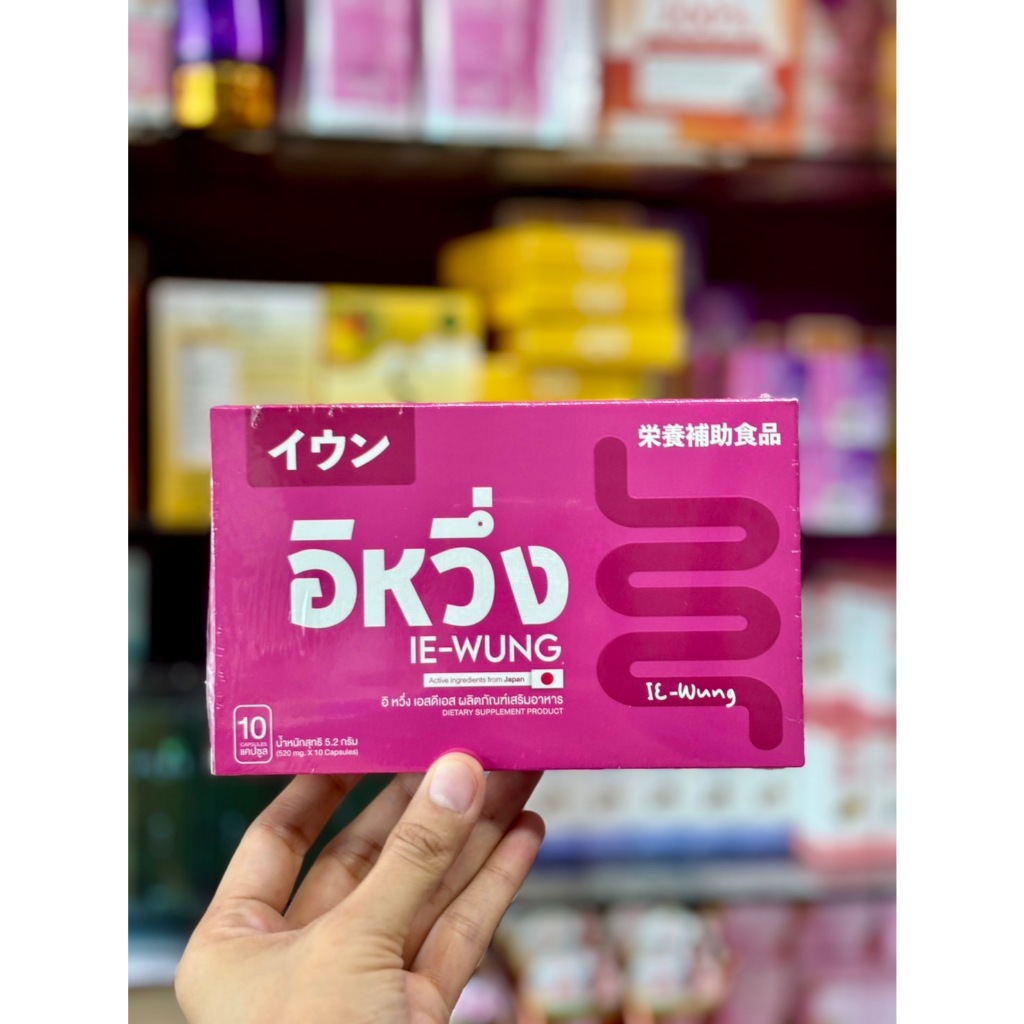 イウン
栄養補助食品
อิหวึ่ง
IE-WUNG
Active ingredients from Japan
อิ หวึ่ง เอสดีเอส ผลิตภัณฑ์เสริมอาหาร
DIETARY SUPPLEMENT PRODUCT
IE-Wung
10
CAPSULES
แคปซูล
น้ำหนักสุทธิ 5.2 กรัม
(520 mg. X 10 Capsules)